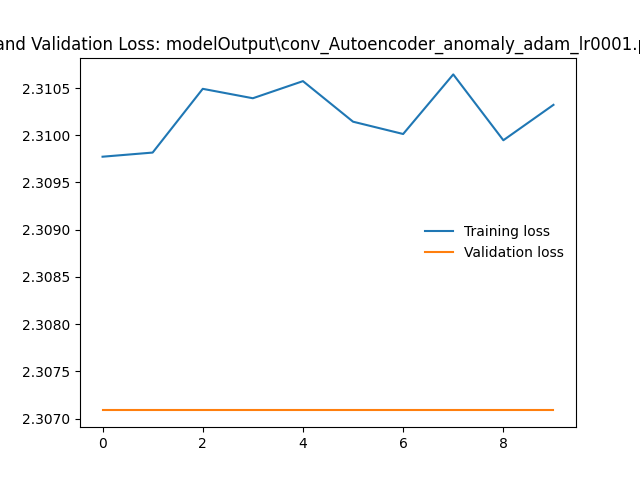 and Validation Loss: modelOutput\conv_Autoencoder_anomaly_adam_lr0001.p
2.3105
2.3100
2.3095
2.3090
2.3085
2.3080
2.3075
2.3070
Training loss
Validation loss
0 2 4 6 8